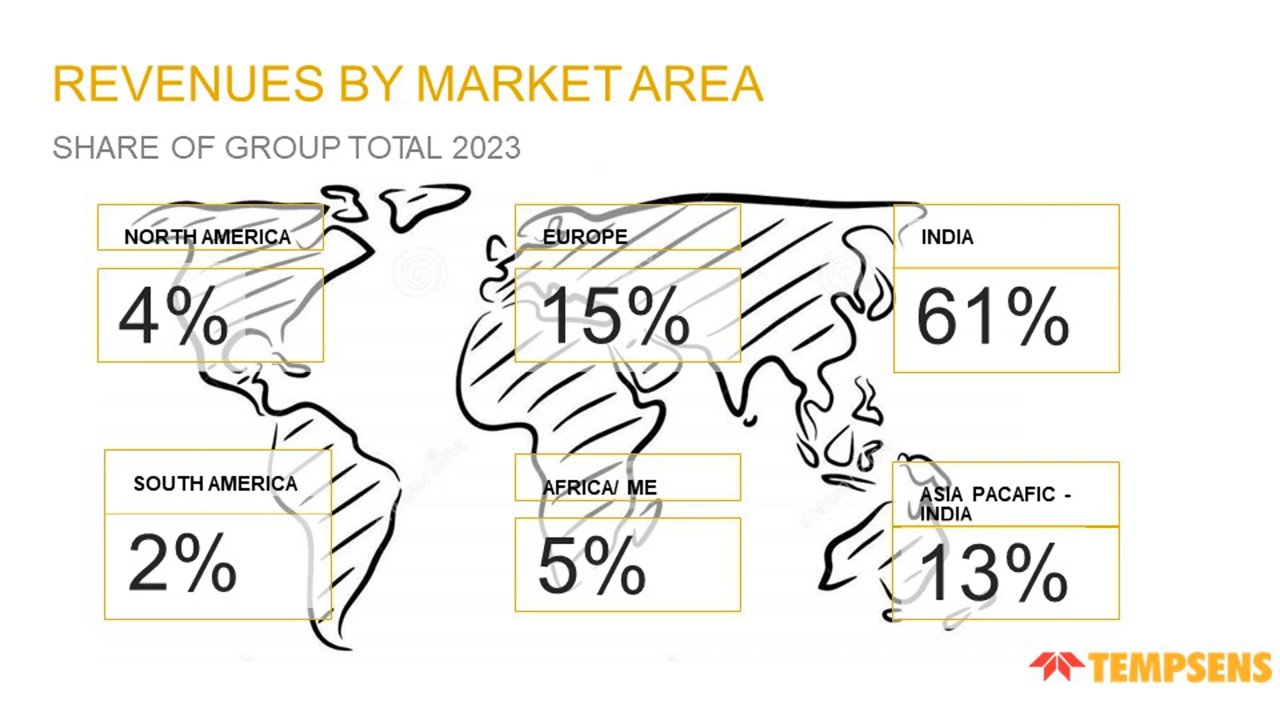 REVENUES BY MARKET AREA
SHARE OF GROUP TOTAL 2023
NORTH AMERICA
4%
EUROPE
15%
INDIA
61%
SOUTH AMERICA
2%
AFRICA/ ME
5%
ASIA PACAFIC -
INDIA
13%
TEMPSENS